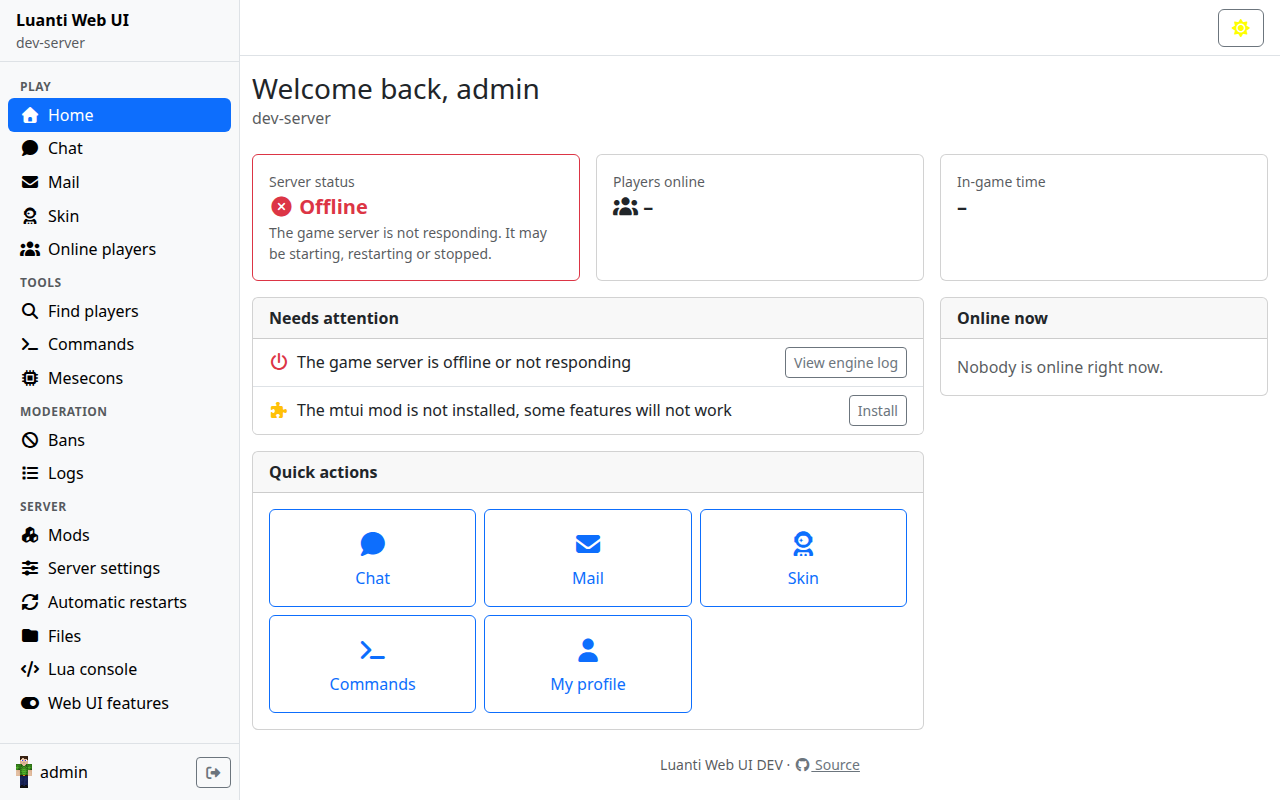 Luanti Web UI
dev-server
PLAY
Home
Chat
Mail
Skin
Online players
TOOLS
Find players
Commands
Mesecons
MODERATION
Bans
Logs
SERVER
Mods
Server settings
Automatic restarts
Files
Lua console
Web UI features
admin
Welcome back, admin
dev-server
Server status
Offline
The game server is not responding. It may
be starting, restarting or stopped.
Players online
–
In-game time
–
Needs attention
The game server is offline or not responding
View engine log
The mtui mod is not installed, some features will not work
Install
Online now
Nobody is online right now.
Quick actions
Chat
Mail
Skin
Commands
My profile
Luanti Web UI DEV · Source